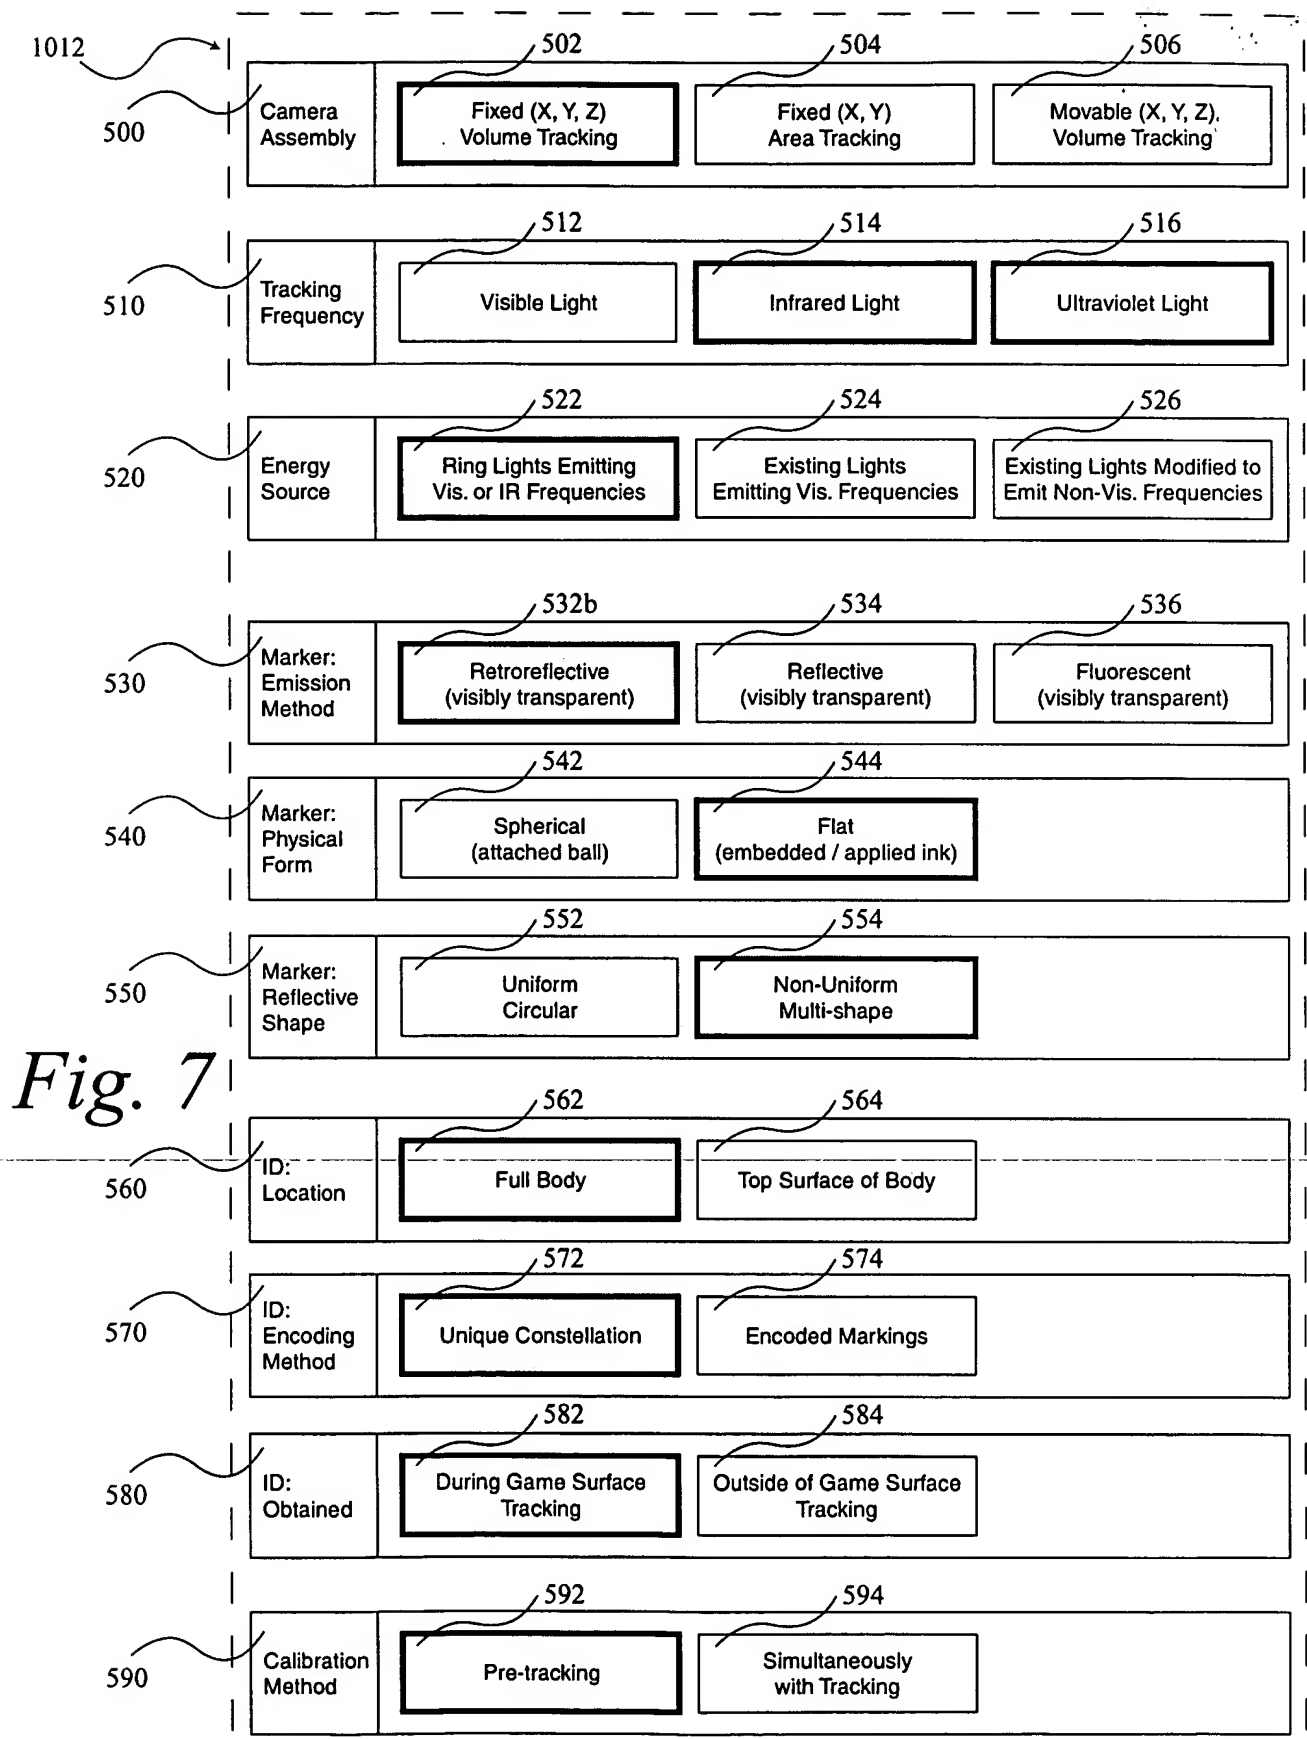 1012
502
504
506
500
Camera
Assembly
Fixed (X, Y, Z)
Volume Tracking
Fixed (X, Y)
Area Tracking
Movable (X, Y, Z).
Volume Tracking
512
514
516
510
Tracking
Frequency
Visible Light
Infrared Light
Ultraviolet Light
522
524
526
520
Energy
Source
Ring Lights Emitting
Vis. or IR Frequencies
Existing Lights
Emitting Vis. Frequencies
Existing Lights Modified to
Emit Non-Vis. Frequencies
532b
534
536
530
Marker:
Emission
Method
Retroreflective
(visibly transparent)
Reflective
(visibly transparent)
Fluorescent
(visibly transparent)
542
544
540
Marker:
Physical
Form
Spherical
(attached ball)
Flat
(embedded / applied ink)
552
554
550
Marker:
Reflective
Shape
Uniform
Circular
Non-Uniform
Multi-shape
Fig. 7
562
564
560
ID:
Location
Full Body
Top Surface of Body
572
574
570
ID:
Encoding
Method
Unique Constellation
Encoded Markings
582
584
580
ID:
Obtained
During Game Surface
Tracking
Outside of Game Surface
Tracking
592
594
590
Calibration
Method
Pre-tracking
Simultaneously
with Tracking